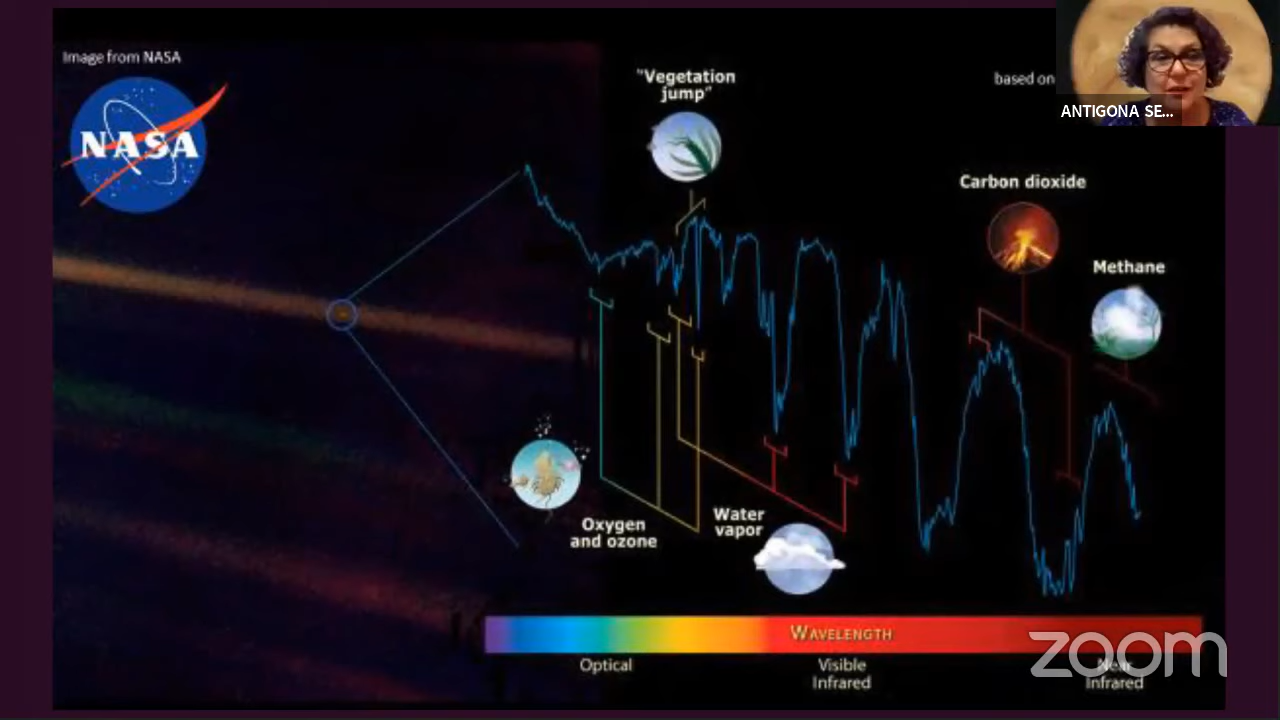 Image from NASA
NASA
"Vegetation
jump"
based on
ANTIGONA SE...
Carbon dioxide
Methane
Oxygen
and ozone
Water
vapor
WAVELENGTH
Optical
Visible
Infrared
Near
Infrared
zoom